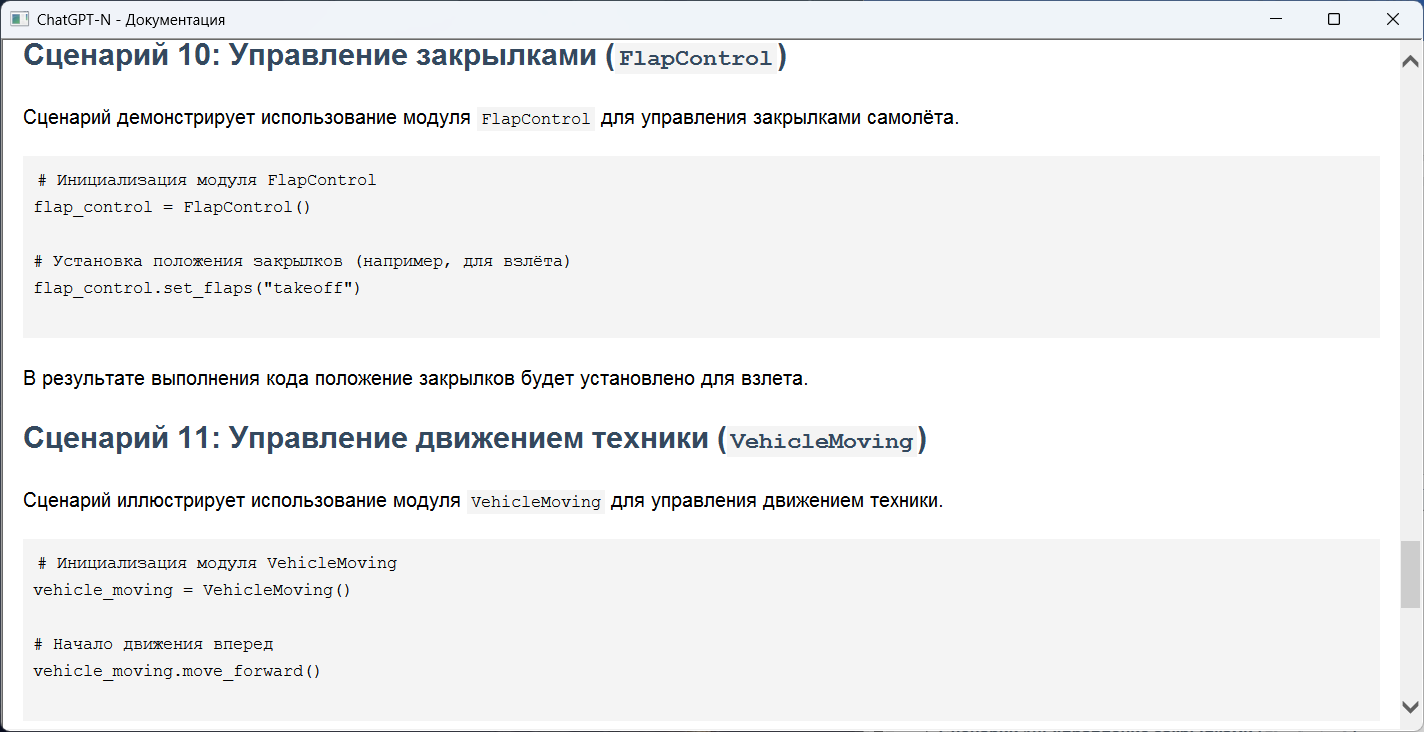 ChatGPT-N - Документация
Сценарий 10: Управление закрылками (FlapControl)
Сценарий демонстрирует использование модуля FlapControl для управления закрылками самолёта.
# Инициализация модуля FlapControl
flap_control = FlapControl()
# Установка положения закрылков (например, для взлёта)
flap_control.set_flaps("takeoff")
В результате выполнения кода положение закрылков будет установлено для взлета.
Сценарий 11: Управление движением техники (VehicleMoving)
Сценарий иллюстрирует использование модуля VehicleMoving для управления движением техники.
# Инициализация модуля VehicleMoving
vehicle_moving = VehicleMoving()
# Начало движения вперед
vehicle_moving.move_forward()